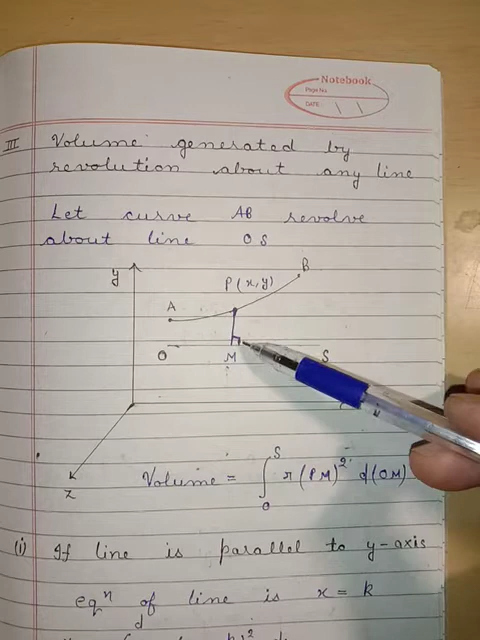 Notebook
Page No.
DATE: \ \
III Volume generated by
revolution about any line
Let curve AB revolve
about line OS
y
B
P(x,y)
A
O M S
z
Volume = ∫₀ˢ π (PM)² d(OM)
(i) If line is parallel to y-axis
eqⁿ of line is x = k